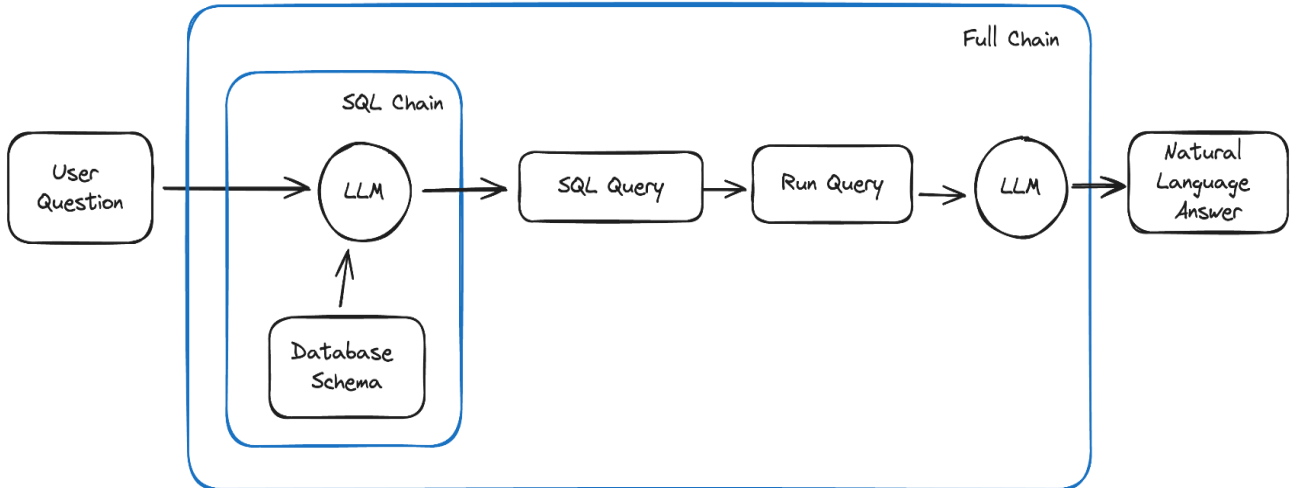 Full Chain
SQL Chain
User
Question
LLM
SQL Query
Run Query
LLM
Natural
Language
Answer
Database
Schema